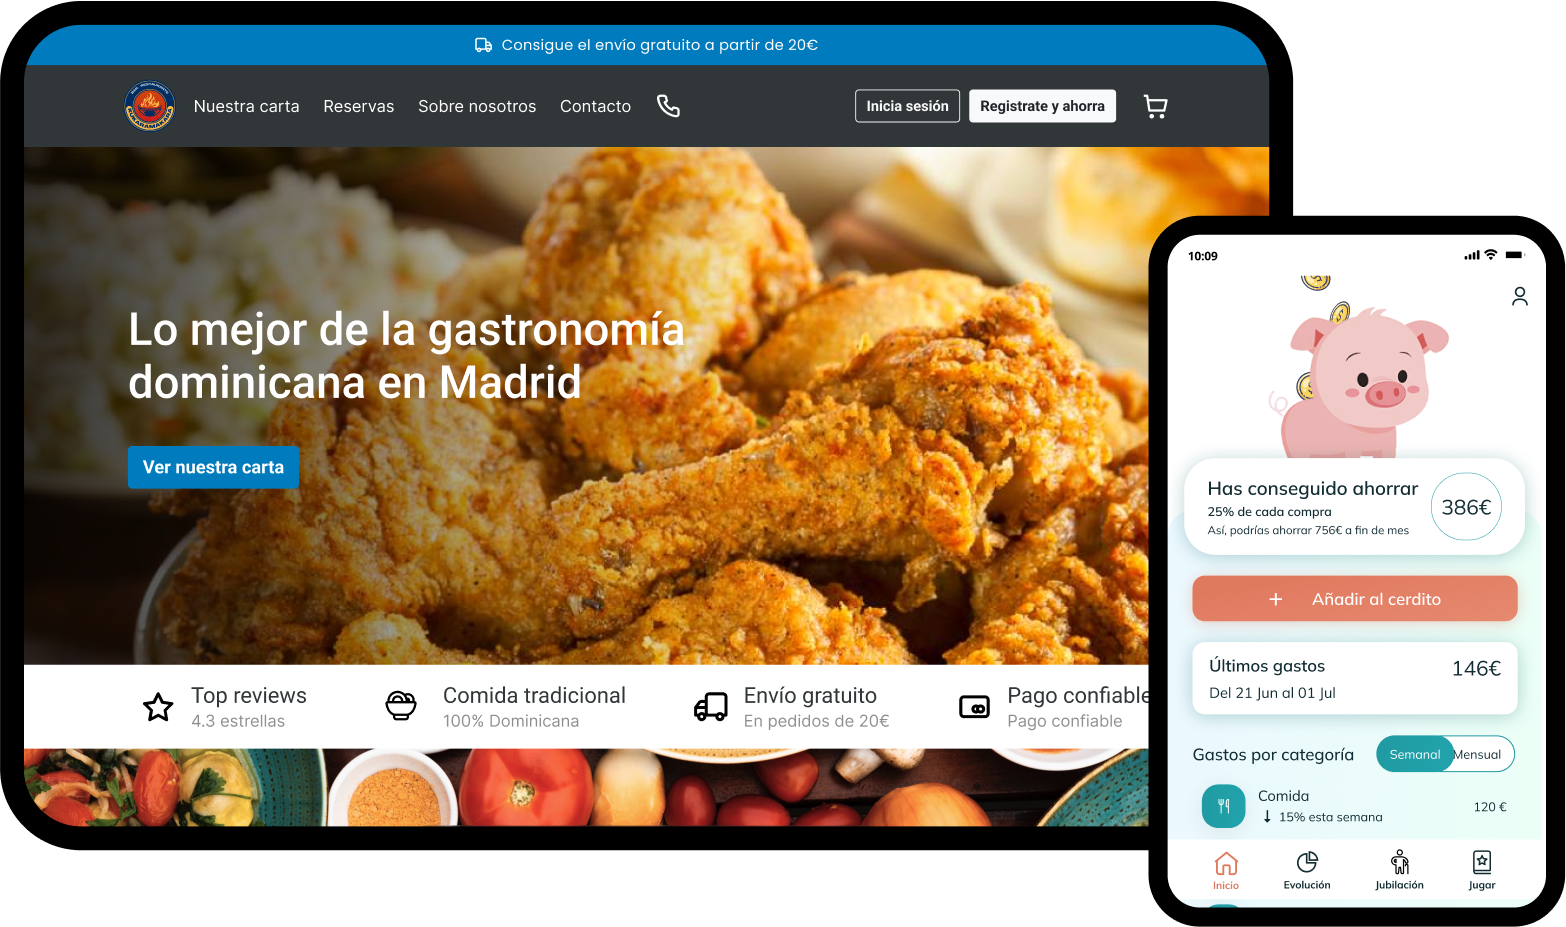 Consigue el envío gratuito a partir de 20€
Nuestra carta Reservas Sobre nosotros Contacto Inicia sesión Registrate y ahorra
Lo mejor de la gastronomía
dominicana en Madrid
Ver nuestra carta
Top reviews
4.3 estrellas
Comida tradicional
100% Dominicana
Envío gratuito
En pedidos de 20€
Pago confiable
Pago confiable
10:09
Has conseguido ahorrar
25% de cada compra
Así, podrías ahorrar 756€ a fin de mes
386€
+ Añadir al cerdito
Últimos gastos 146€
Del 21 Jun al 01 Jul
Gastos por categoría Semanal Mensual
Comida
15% esta semana
120 €
Inicio Evolución Jubilación Jugar